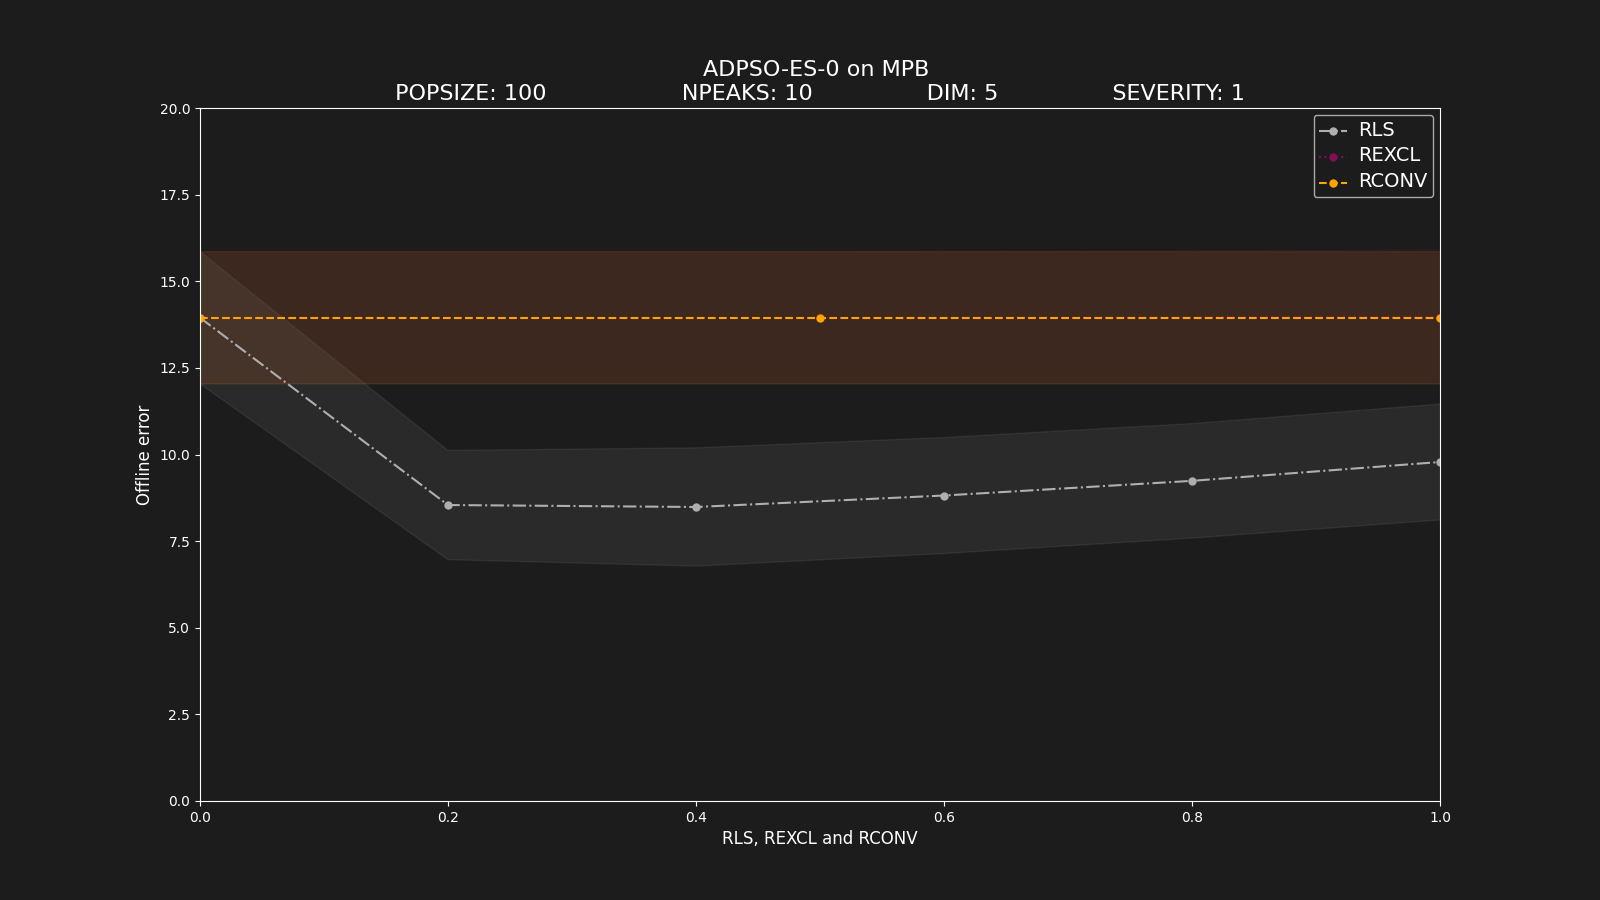 ADPSO-ES-0 on MPB
POPSIZE: 100 NPEAKS: 10 DIM: 5 SEVERITY: 1
RLS
REXCL
RCONV
Offline error
20.0
17.5
15.0
12.5
10.0
7.5
5.0
2.5
0.0
0.0 0.2 0.4 0.6 0.8 1.0
RLS, REXCL and RCONV